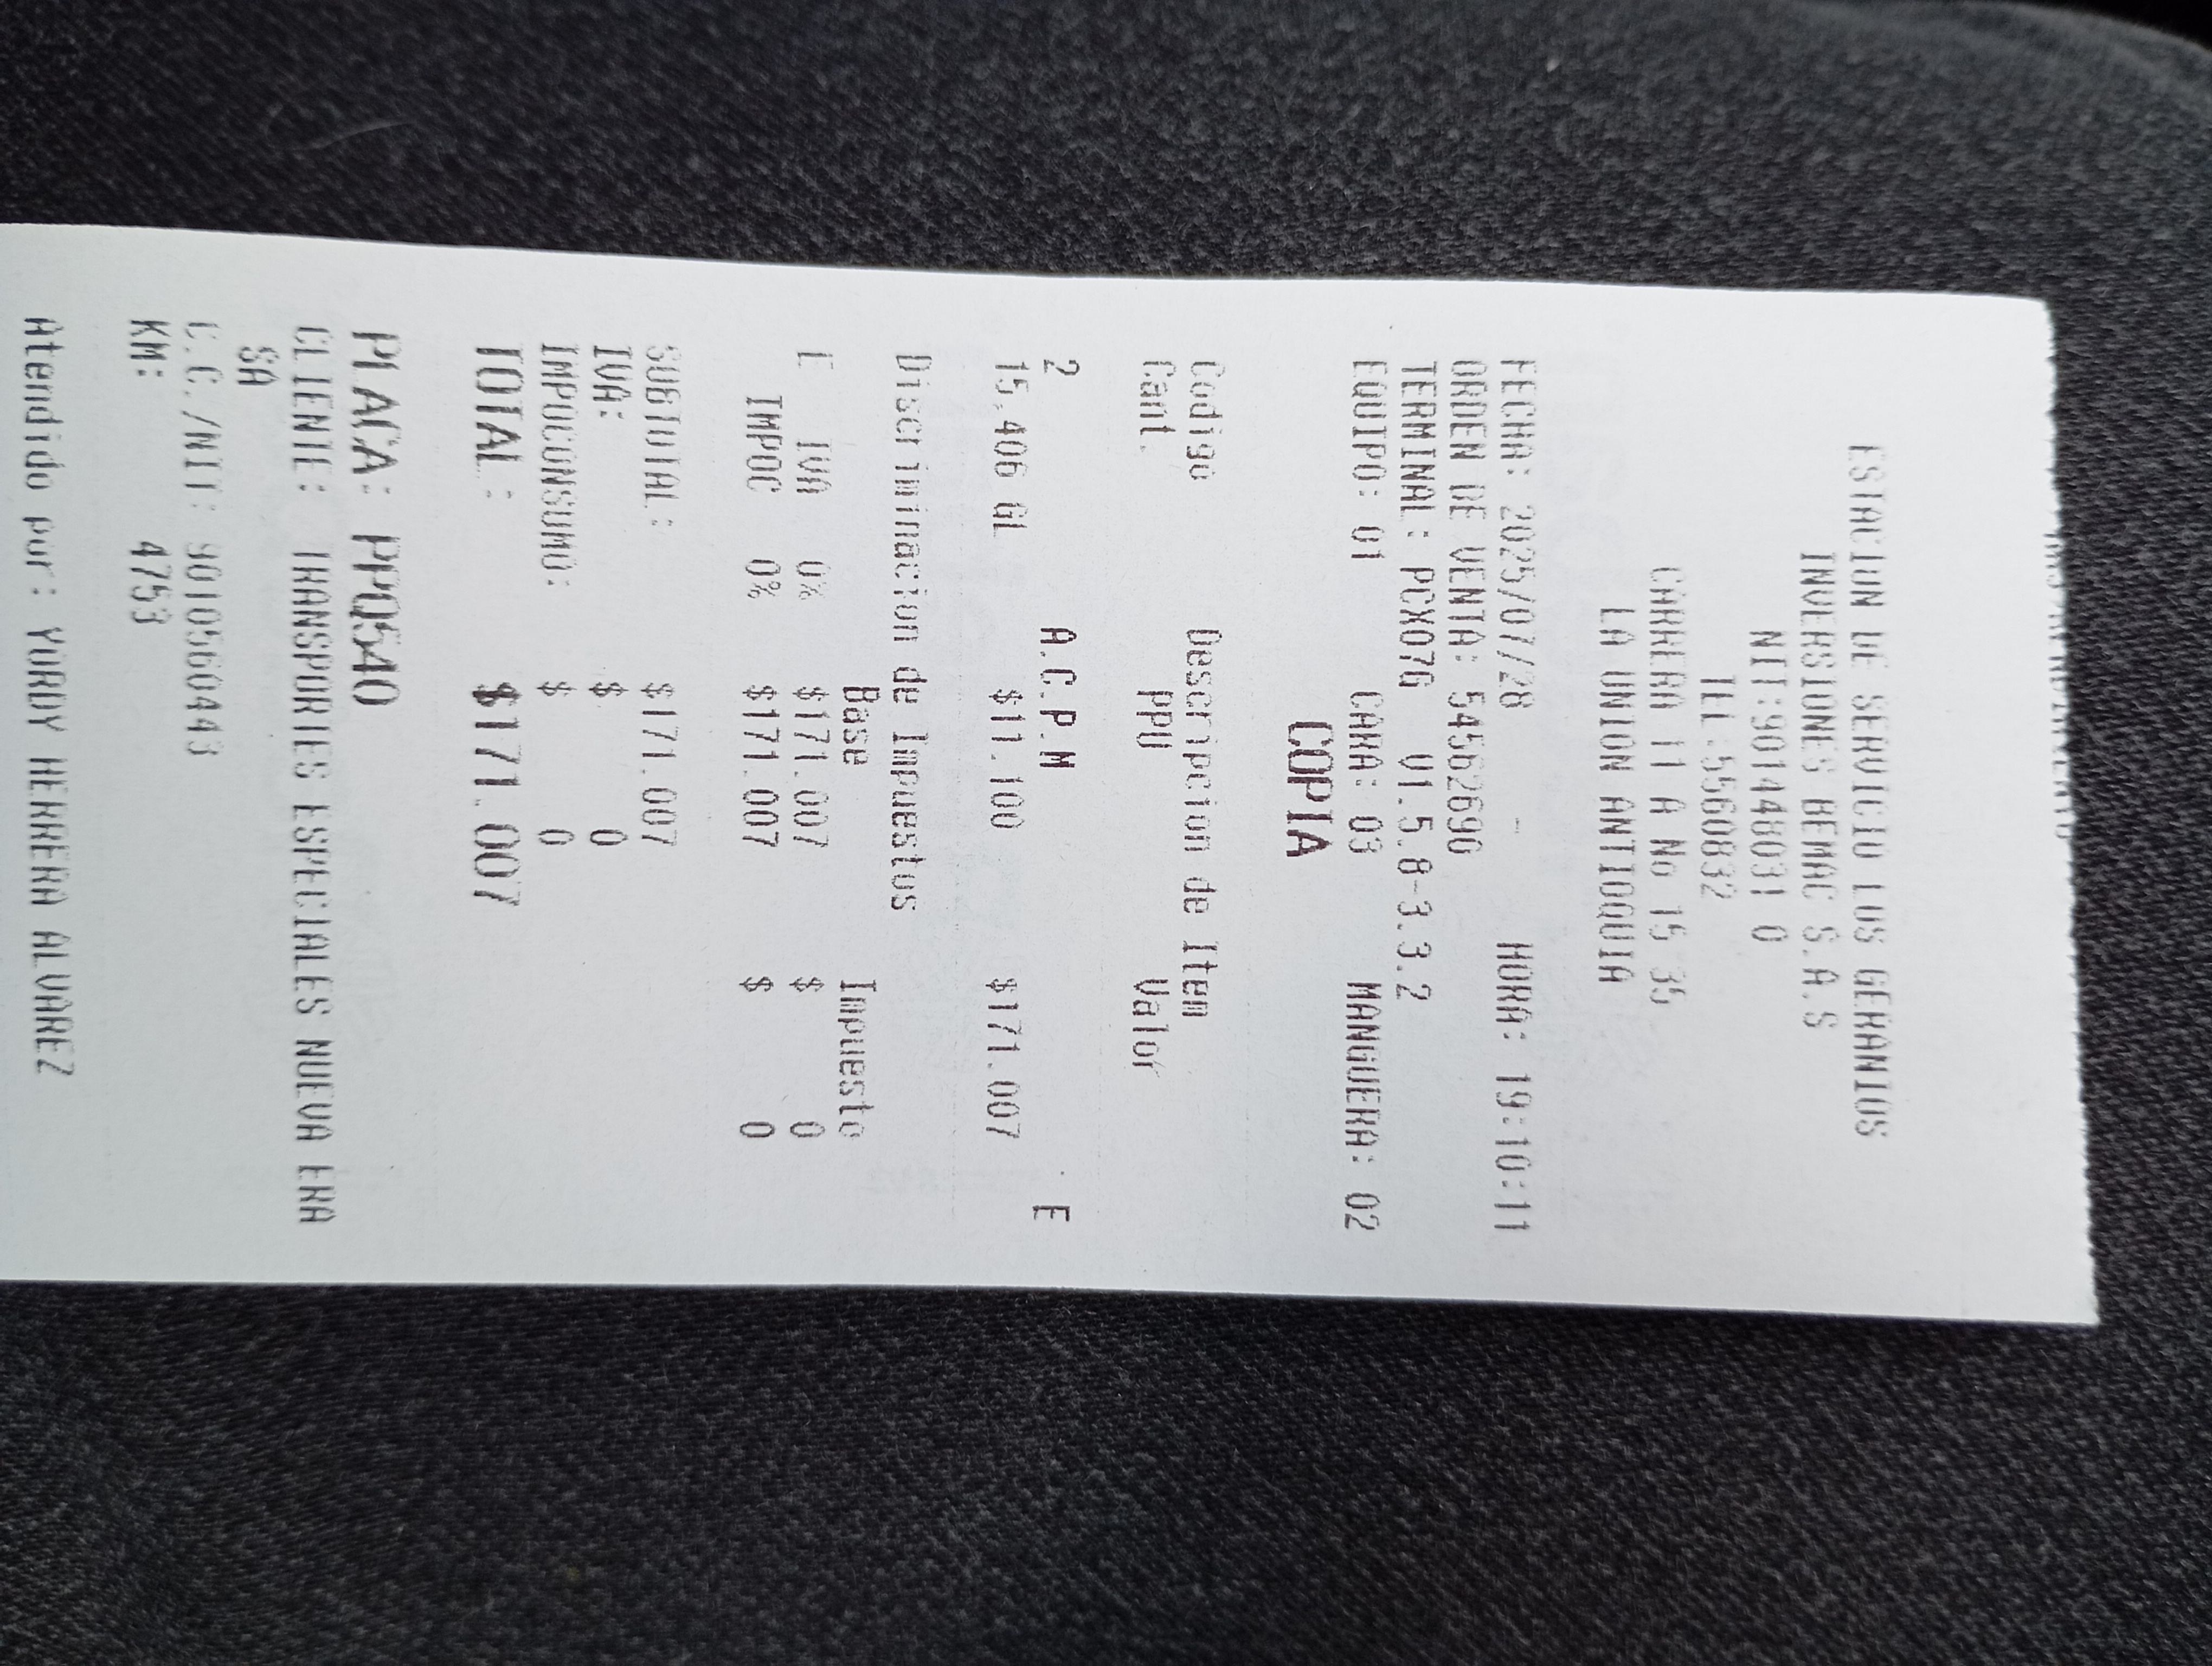 ESTACION DE SERVICIO LOS GERANIOS
INVERSIONES BEMAC S.A.S
NIT:901448031 0
TEL:5560832
CARRERA 11 A No 15 35
LA UNION ANTIOQUIA
FECHA: 2025/07/28 - HORA: 19:10:11
ORDEN DE VENTA: 54562690
TERMINAL: PCX07G V1.5.8-3.3.2
EQUIPO: 01 CARA: 03 MANGUERA: 02
COPIA
Codigo Descripcion de Item
Cant. PPU Valor
2 A.C.P.M E
15,406 GL $11.100 $171.007
Discriminacion de Impuestos
Base Impuesto
E IVA 0% $171.007 $ 0
IMPOC 0% $171.007 $ 0
SUBTOTAL: $171.007
IVA: $ 0
IMPOCONSUMO: $ 0
TOTAL: $171.007
PLACA: PPQ540
CLIENTE: TRANSPORTES ESPECIALES NUEVA ERA
SA
C.C./NIT: 9010560443
KM: 4753
Atendido por: YORDY HERRERA ALVAREZ